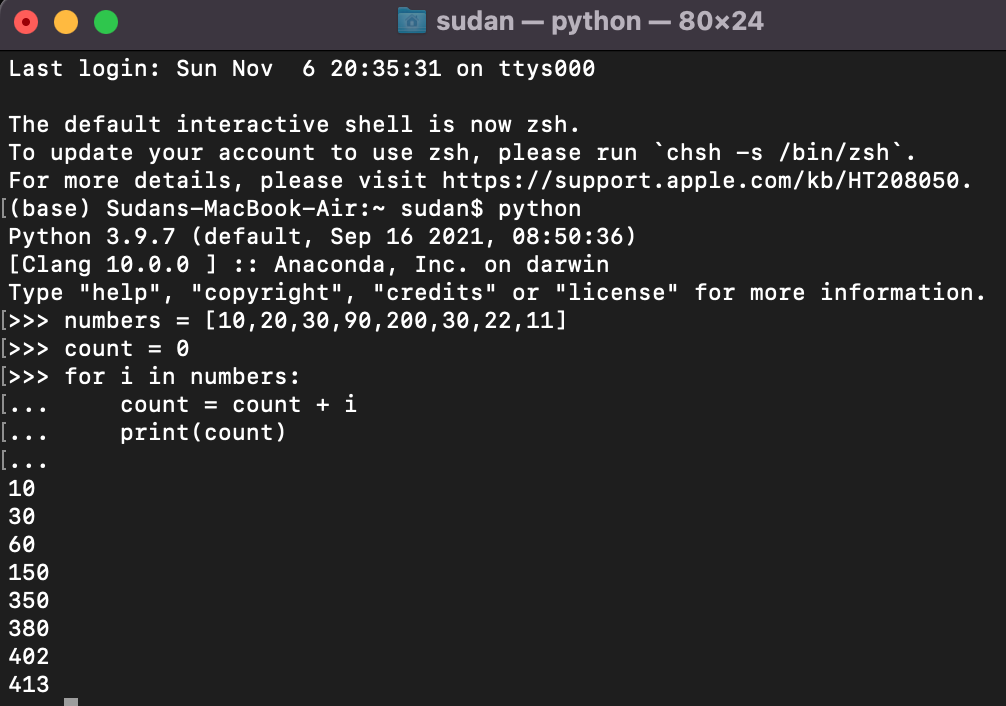 sudan — python — 80×24
Last login: Sun Nov  6 20:35:31 on ttys000

The default interactive shell is now zsh.
To update your account to use zsh, please run `chsh -s /bin/zsh`.
For more details, please visit https://support.apple.com/kb/HT208050.
[(base) Sudans-MacBook-Air:~ sudan$ python
Python 3.9.7 (default, Sep 16 2021, 08:50:36)
[Clang 10.0.0 ] :: Anaconda, Inc. on darwin
Type "help", "copyright", "credits" or "license" for more information.
[>>> numbers = [10,20,30,90,200,30,22,11]
[>>> count = 0
[>>> for i in numbers:
[...     count = count + i
[...     print(count)
[...
10
30
60
150
350
380
402
413